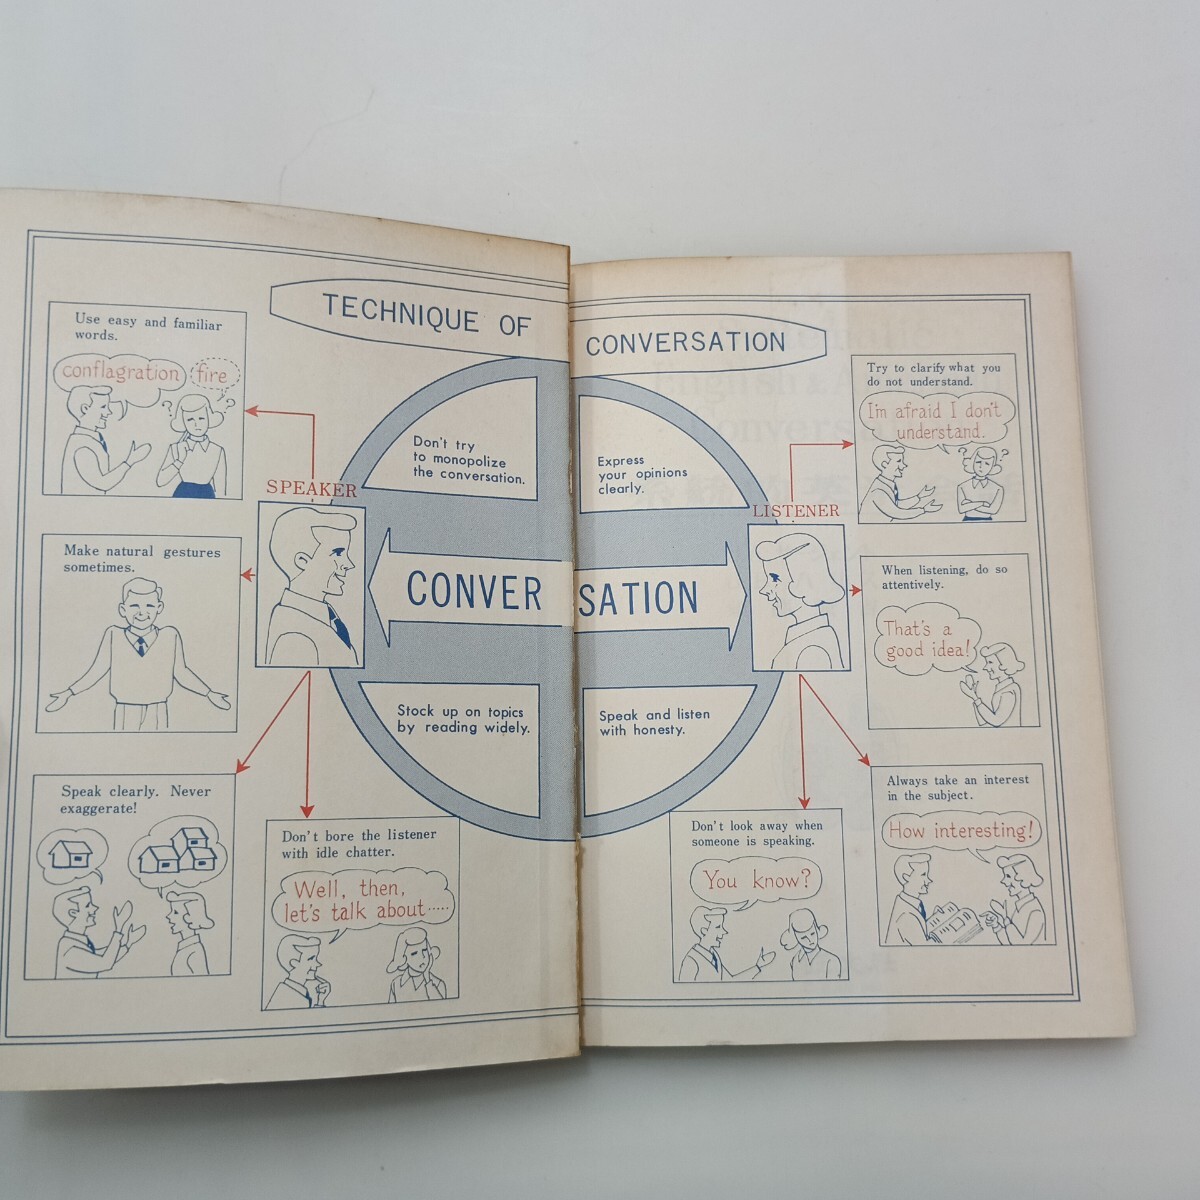 TECHNIQUE OF CONVERSATION
Use easy and familiar
words.
conflagration
fire
? ?
SPEAKER
Make natural gestures
sometimes.
Speak clearly. Never
exaggerate!
Don't bore the listener
with idle chatter.
Well, then,
let's talk about.....
Don't try
to monopolize
the conversation.
Express
your opinions
clearly.
CONVERSATION
Stock up on topics
by reading widely.
Speak and listen
with honesty.
LISTENER
Try to clarify what you
do not understand.
I'm afraid I don't
understand.
? ?
When listening, do so
attentively.
That's a
good idea!
Always take an interest
in the subject.
How interesting!
Don't look away when
someone is speaking.
You know?